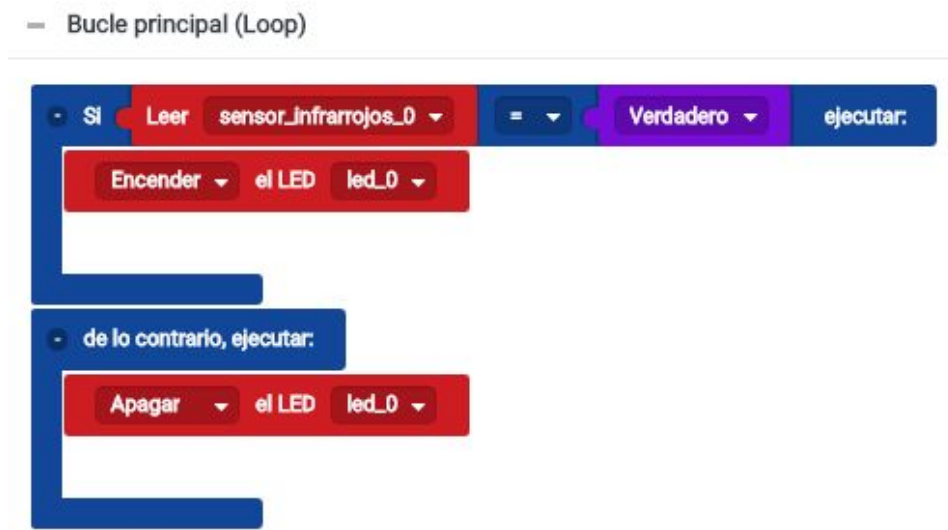 Bucle principal (Loop)
Si Leer sensor_infrarrojos_0 = Verdadero ejecutar:
Encender el LED led_0
de lo contrario, ejecutar:
Apagar el LED led_0